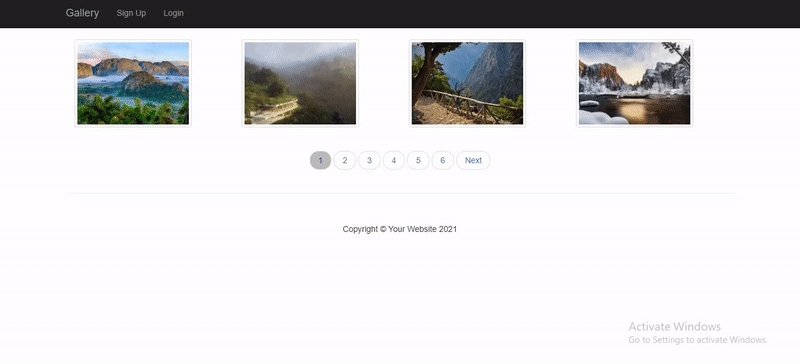 Gallery Sign Up Login
1 2 3 4 5 6 Next
Copyright © Your Website 2021
Activate Windows
Go to Settings to activate Windows.